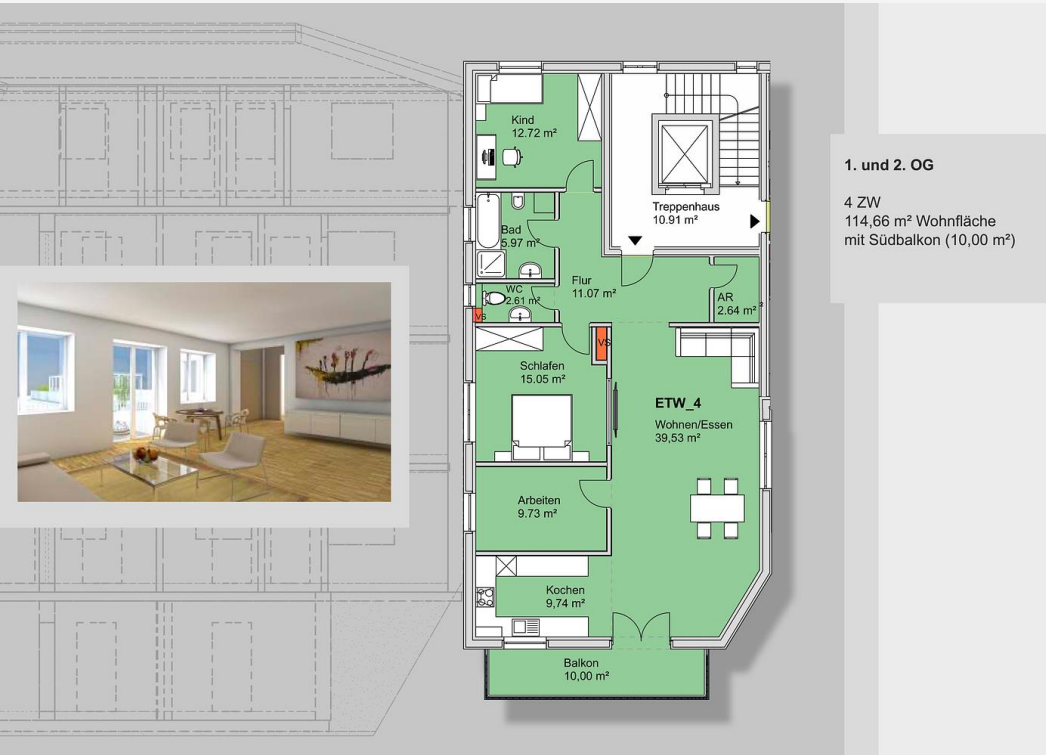 Kind
12.72 m²
Treppenhaus
10.91 m²
Bad
5.97 m²
Flur
11.07 m²
WC
2.61 m²
VS
AR
2.64 m²
VS
Schlafen
15.05 m²
ETW_4
Wohnen/Essen
39,53 m²
Arbeiten
9.73 m²
Kochen
9,74 m²
Balkon
10,00 m²
1. und 2. OG
4 ZW
114,66 m² Wohnfläche
mit Südbalkon (10,00 m²)